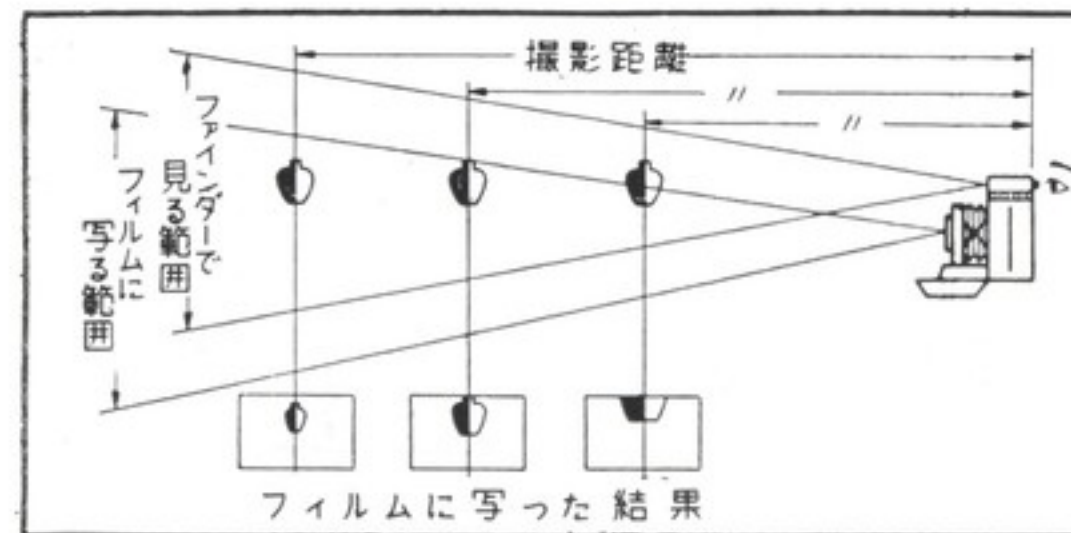 撮影距離
〃
〃
ファインダーで
見る範囲
フィルムに
写る範囲
フィルムに写った結果